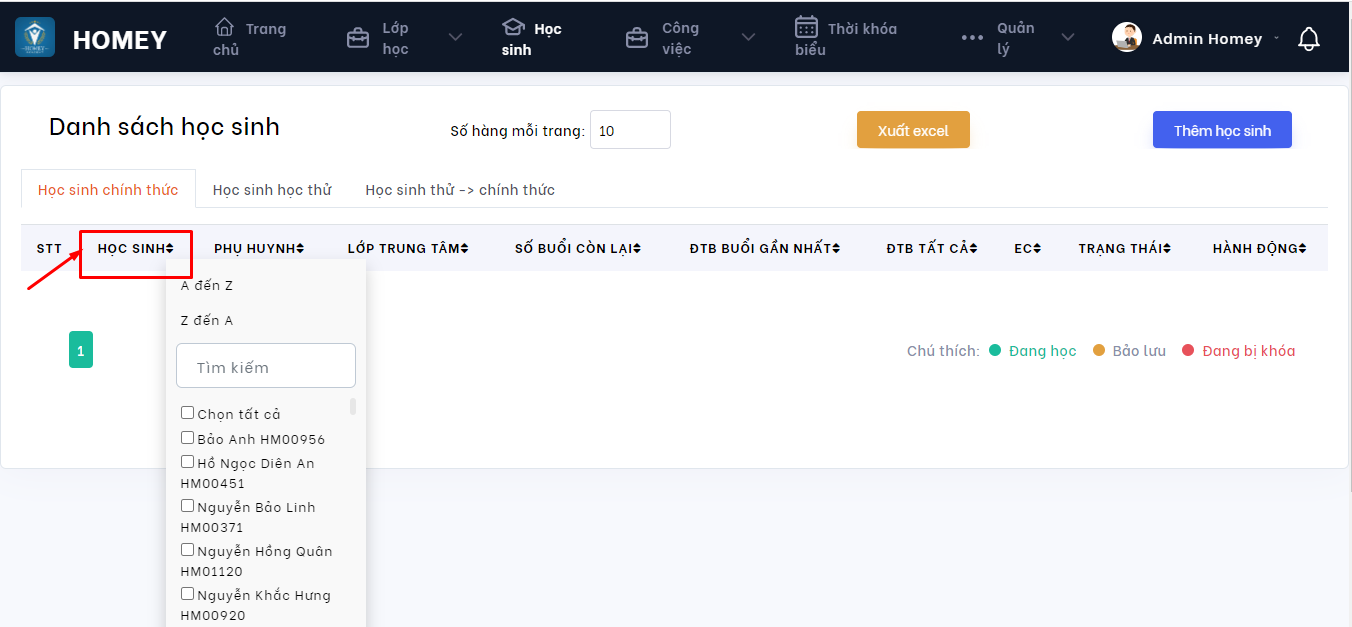 HOMEY
Trang chủ
Lớp học
Học sinh
Công việc
Thời khóa biểu
Quản lý
Admin Homey
Danh sách học sinh
Số hàng mỗi trang: 10
Xuất excel
Thêm học sinh
Học sinh chính thức
Học sinh học thử
Học sinh thử -> chính thức
STT HỌC SINH PHỤ HUYNH LỚP TRUNG TÂM SỐ BUỔI CÒN LẠI ĐTB BUỔI GẦN NHẤT ĐTB TẤT CẢ EC TRẠNG THÁI HÀNH ĐỘNG
A đến Z
Z đến A
Tìm kiếm
Chọn tất cả
Bảo Anh HM00956
Hồ Ngọc Diên An
HM00451
Nguyễn Bảo Linh
HM00371
Nguyễn Hồng Quân
HM01120
Nguyễn Khắc Hưng
HM00920
1
Chú thích: Đang học Bảo lưu Đang bị khóa